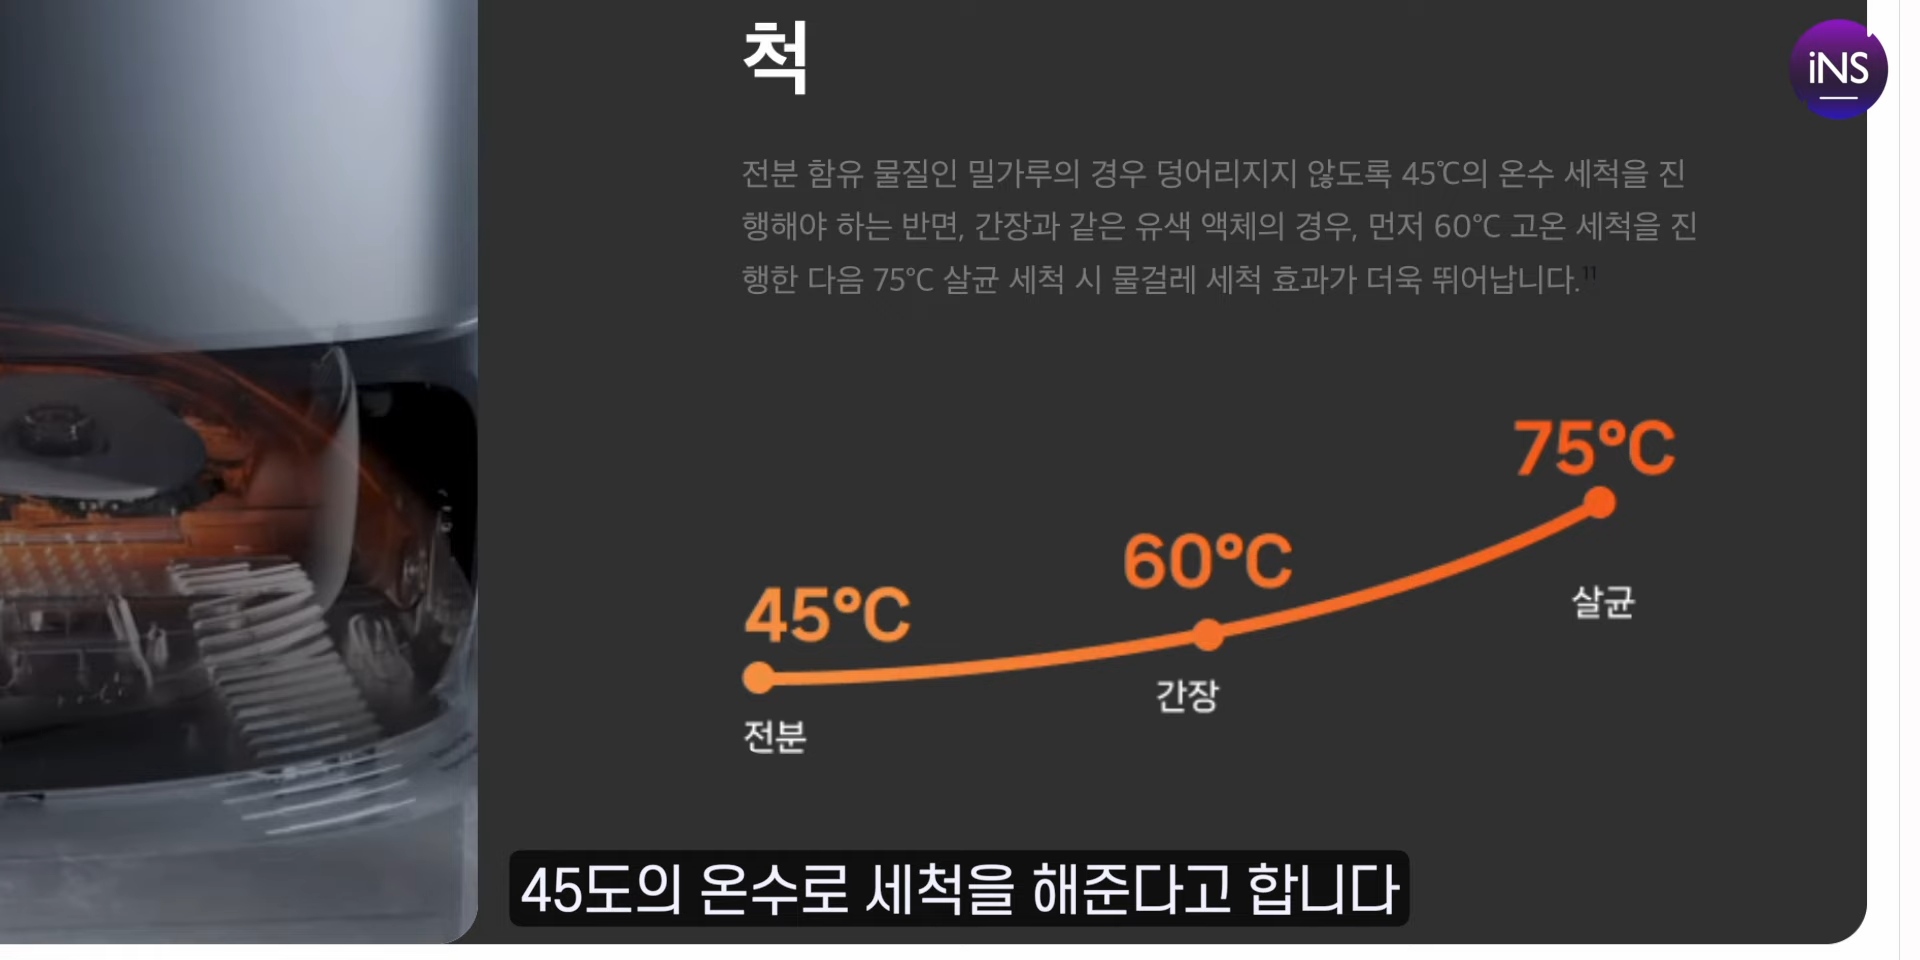 척
iNS
전분 함유 물질인 밀가루의 경우 덩어리지지 않도록 45℃의 온수 세척을 진
행해야 하는 반면, 간장과 같은 유색 액체의 경우, 먼저 60°C 고온 세척을 진
행한 다음 75°C 살균 세척 시 물걸레 세척 효과가 더욱 뛰어납니다.11
75°C
60°C
45°C
살균
간장
전분
45도의 온수로 세척을 해준다고 합니다